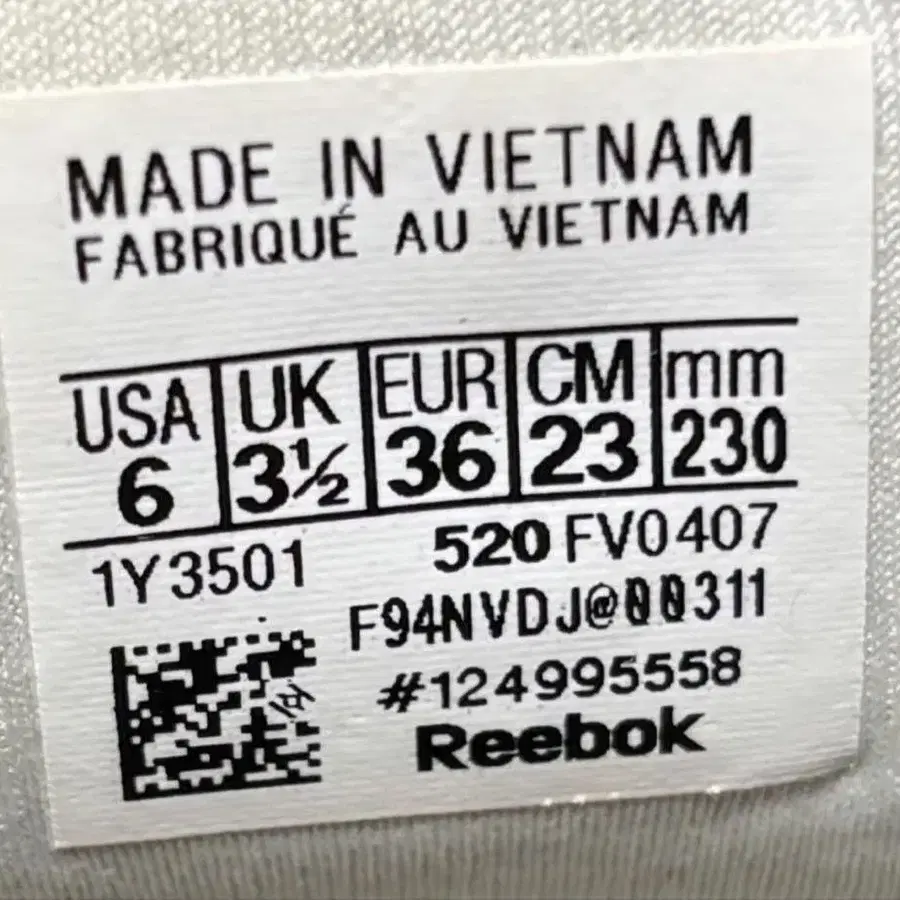 MADE IN VIETNAM
FABRIQUÉ AU VIETNAM
USA UK EUR CM mm
6 3½ 36 23 230
1Y3501 520 FV0407
F94NVDJ@00311
#124995558
Reebok